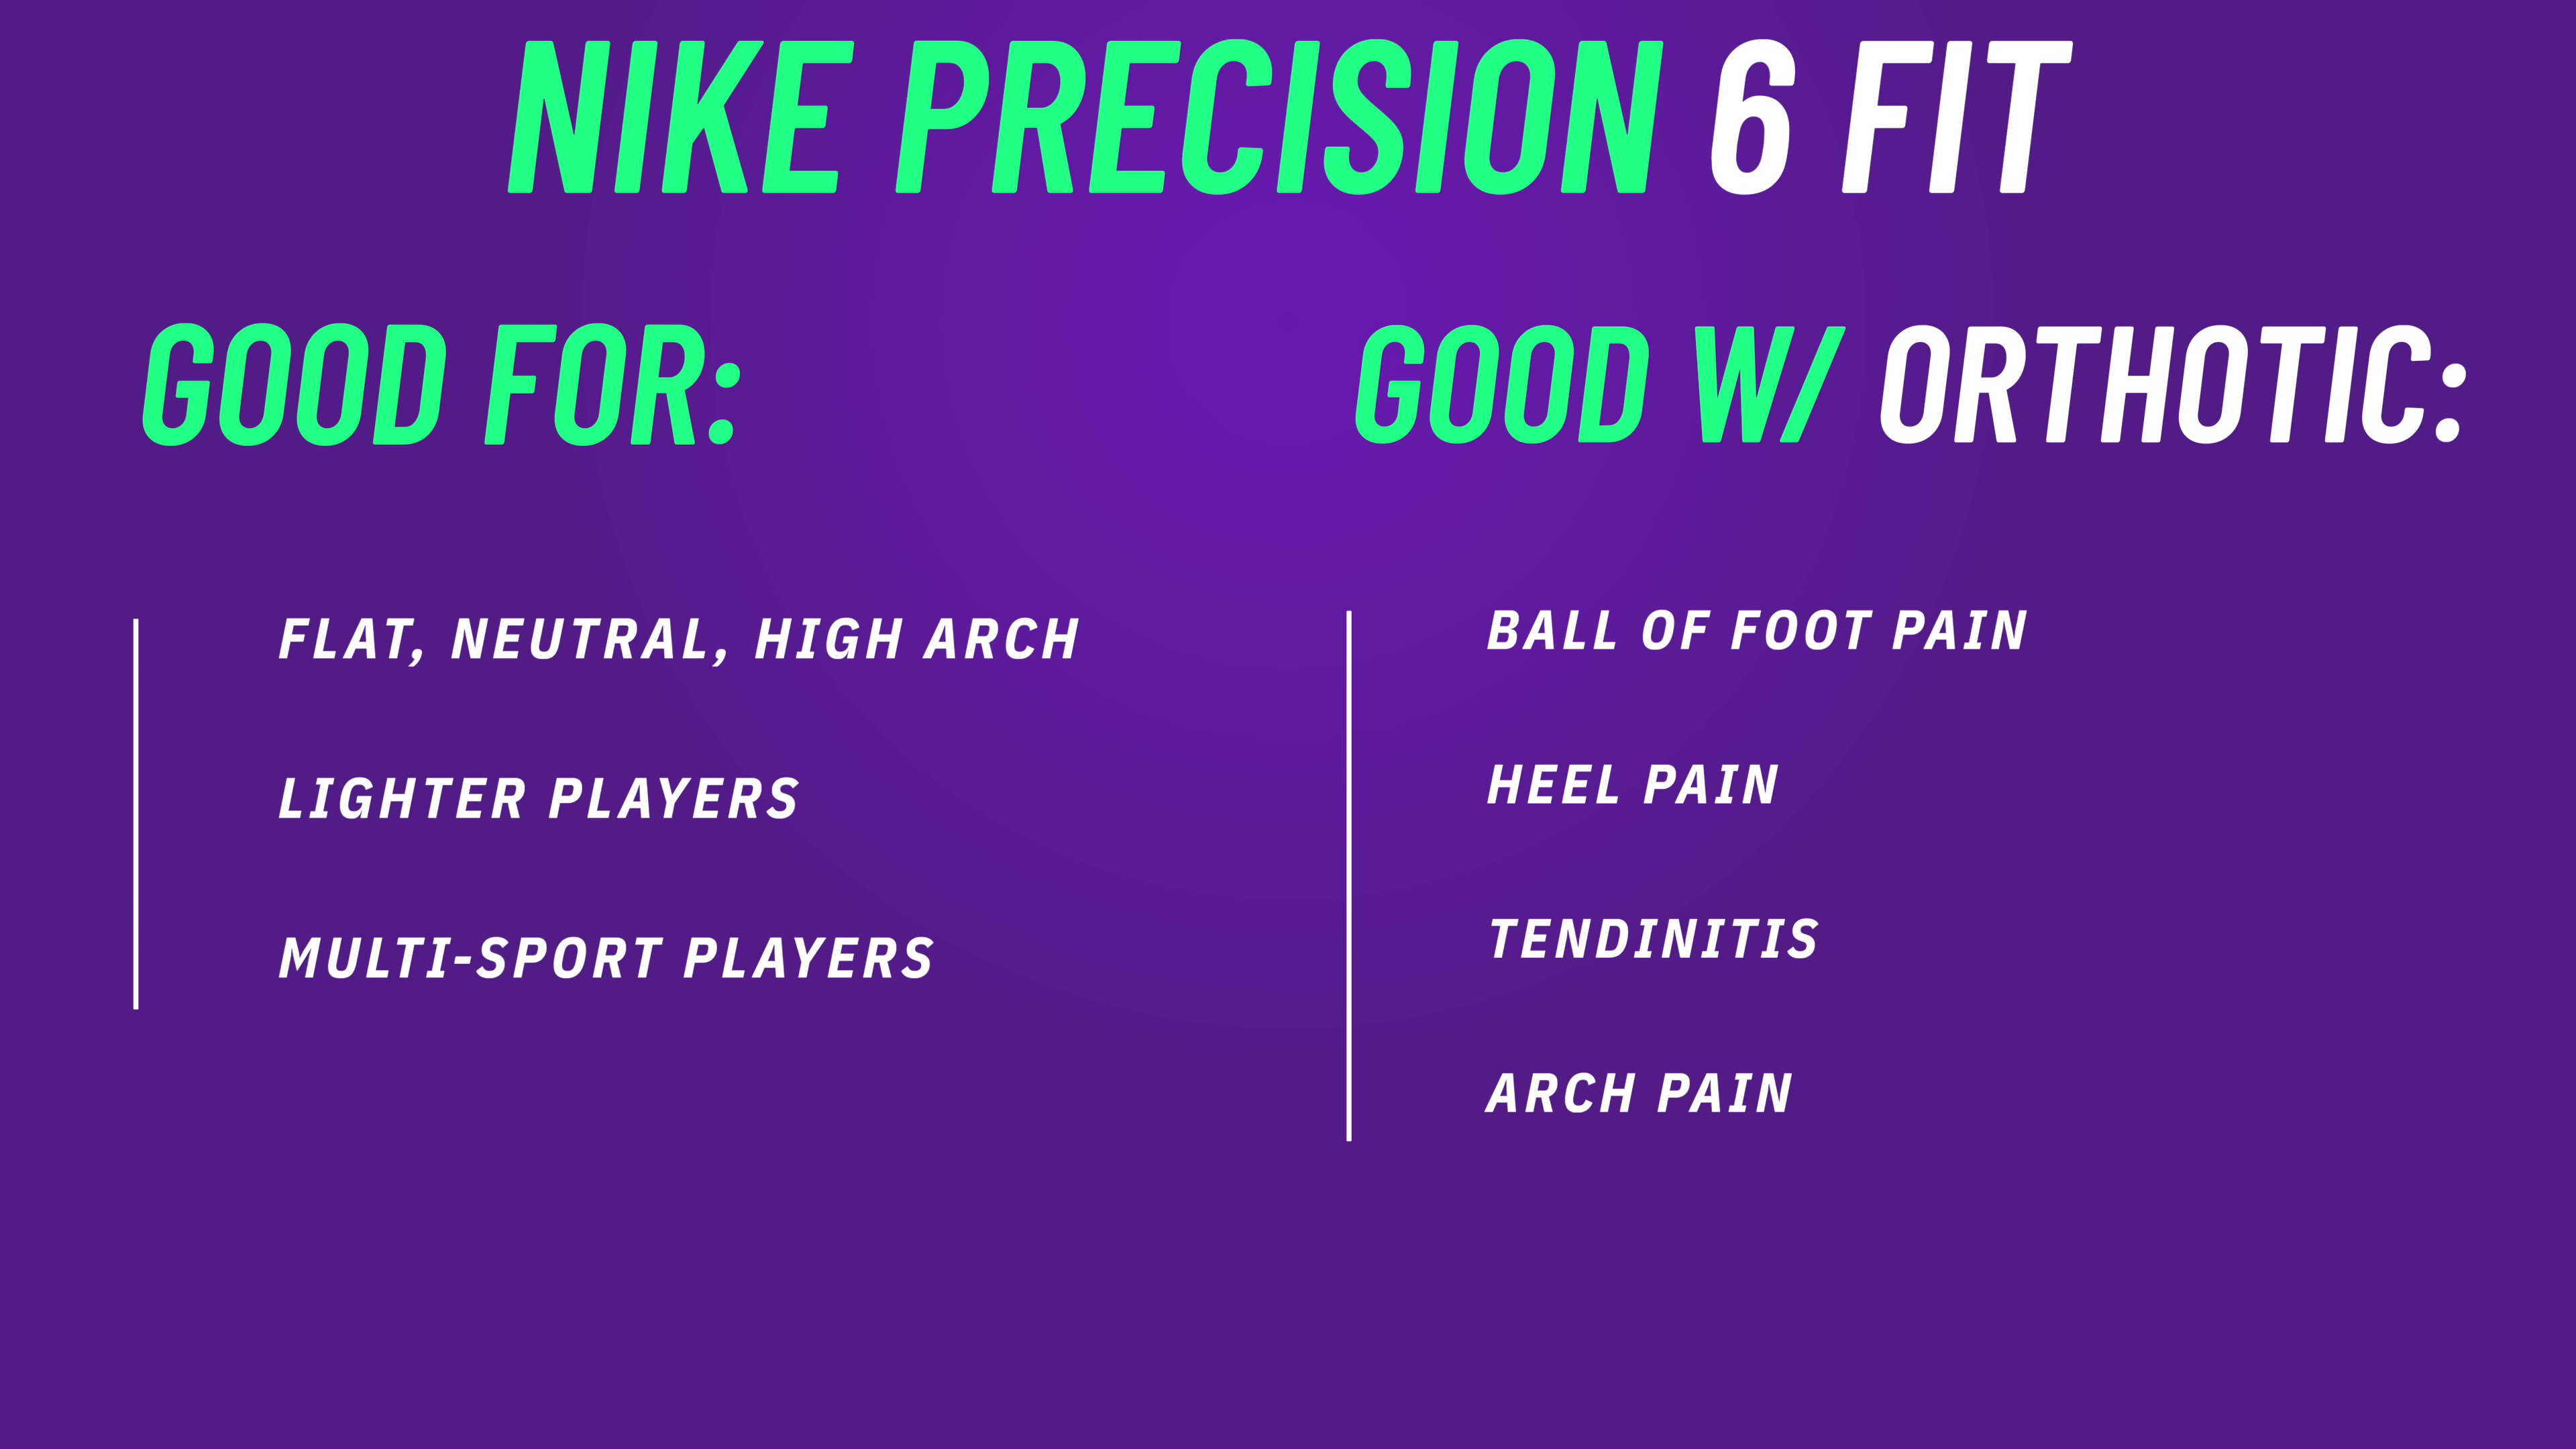 NIKE PRECISION 6 FIT
GOOD FOR:
FLAT, NEUTRAL, HIGH ARCH
LIGHTER PLAYERS
MULTI-SPORT PLAYERS
GOOD W/ ORTHOTIC:
BALL OF FOOT PAIN
HEEL PAIN
TENDINITIS
ARCH PAIN